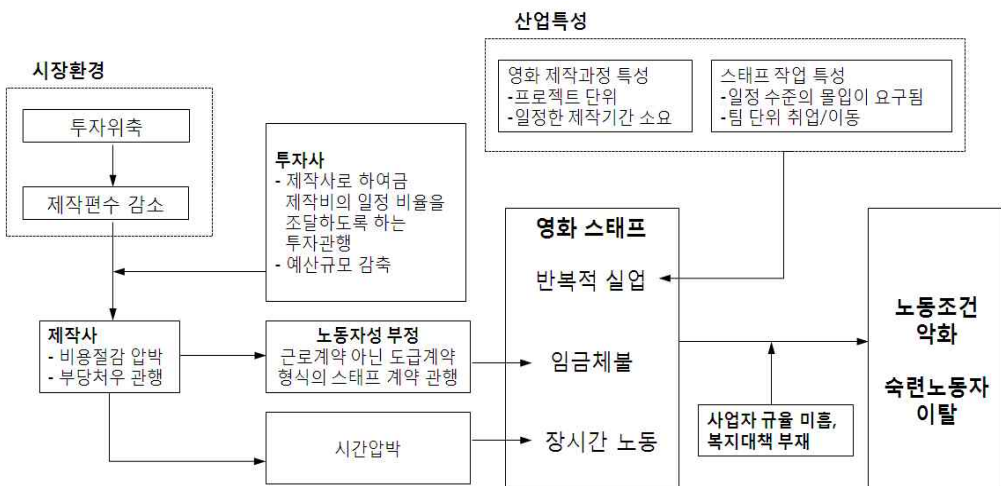 산업특성
시장환경
영화 제작과정 특성
-프로젝트 단위
-일정한 제작기간 소요
스태프 작업 특성
-일정 수준의 몰입이 요구됨
-팀 단위 취업/이동
투자위축
제작편수 감소
투자사
- 제작사로 하여금
제작비의 일정 비율을
조달하도록 하는
투자관행
- 예산규모 감축
영화 스태프
반복적 실업
임금체불
장시간 노동
제작사
- 비용절감 압박
- 부당처우 관행
노동자성 부정
근로계약 아닌 도급계약
형식의 스태프 계약 관행
시간압박
사업자 규율 미흡,
복지대책 부재
노동조건
악화
숙련노동자
이탈